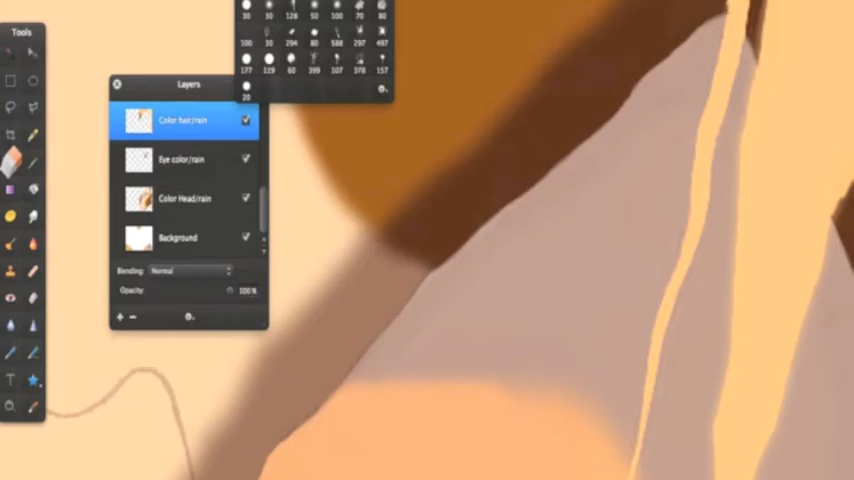 Tools
30 30 128 50 100 70 80
100 30 294 80 588 297 497
177 119 60 399 107 378 157
20
Layers
Color hair/rain
Eye color/rain
Color Head/rain
Background
Blending: Normal
Opacity: 100%
T